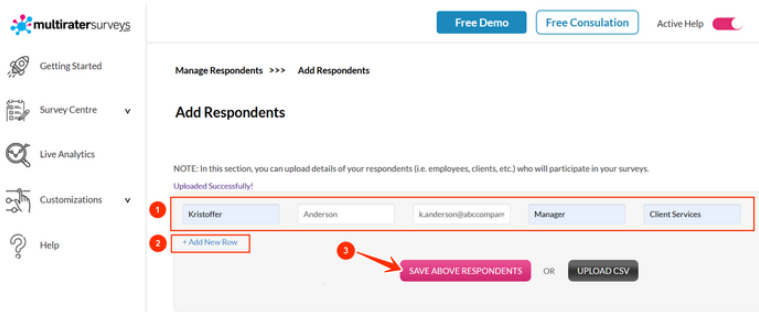 multiratersurveys
Free Demo
Free Consulation
Active Help
Getting Started
Survey Centre v
Live Analytics
Customizations v
Help
Manage Respondents >>> Add Respondents
Add Respondents
NOTE: In this section, you can upload details of your respondents (i.e. employees, clients, etc.) who will participate in your surveys.
Uploaded Successfully!
1
Kristoffer
Anderson
k.anderson@abccompany
Manager
Client Services
2
+ Add New Row
3
SAVE ABOVE RESPONDENTS
OR
UPLOAD CSV